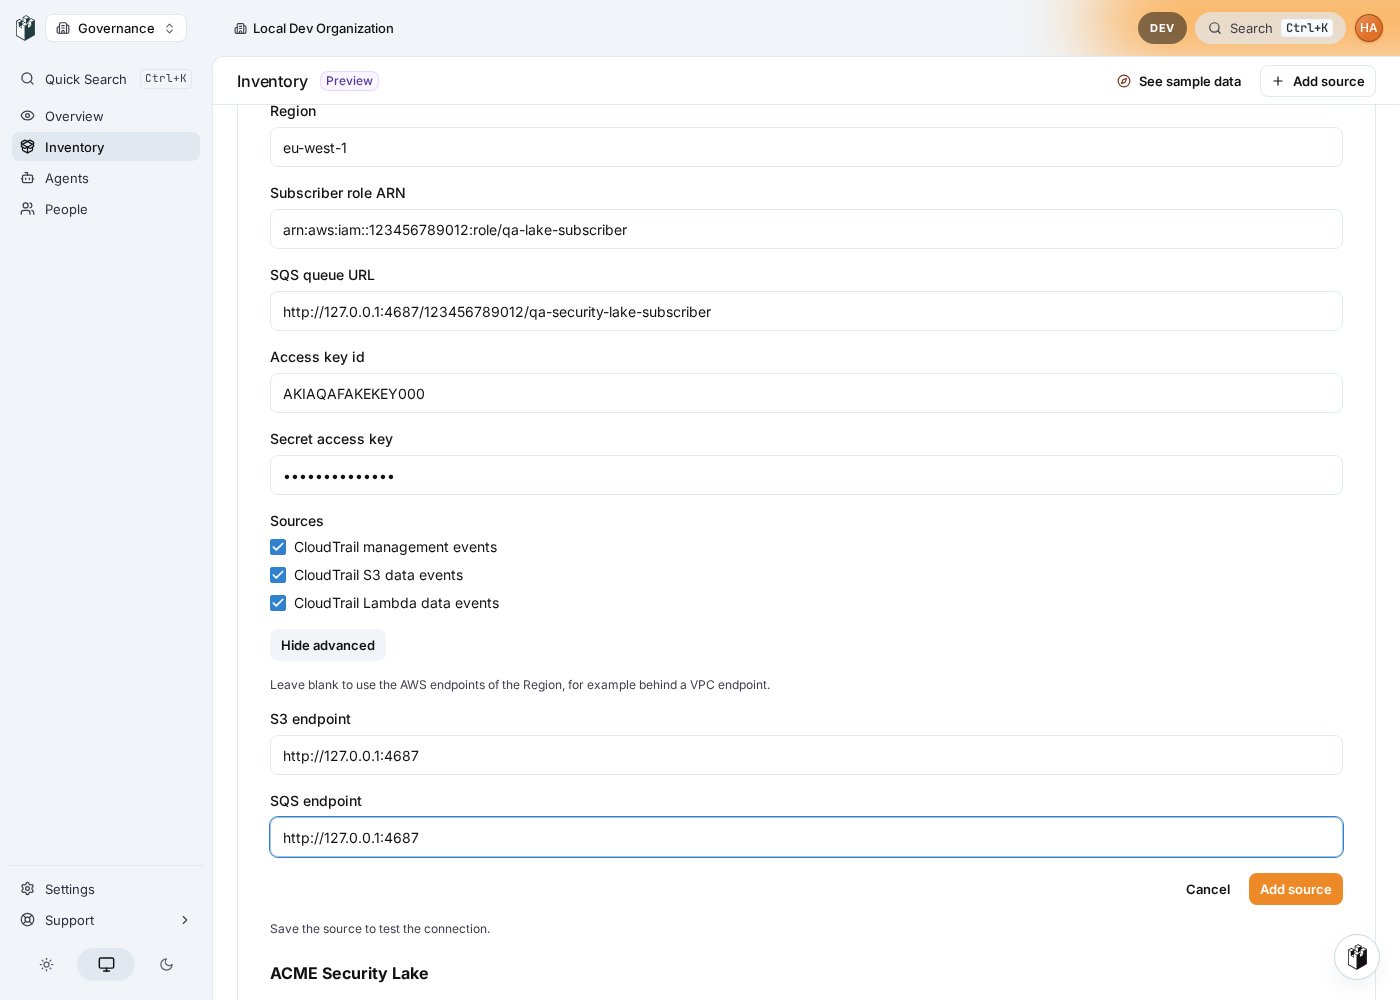 Governance
Local Dev Organization
DEV
Search Ctrl+K
HA
Quick Search Ctrl+K
Overview
Inventory
Agents
People
Settings
Support
Inventory Preview
See sample data
Add source
Region
eu-west-1
Subscriber role ARN
arn:aws:iam::123456789012:role/qa-lake-subscriber
SQS queue URL
http://127.0.0.1:4687/123456789012/qa-security-lake-subscriber
Access key id
AKIAQAFAKEKEY000
Secret access key
••••••••••••••
Sources
CloudTrail management events
CloudTrail S3 data events
CloudTrail Lambda data events
Hide advanced
Leave blank to use the AWS endpoints of the Region, for example behind a VPC endpoint.
S3 endpoint
http://127.0.0.1:4687
SQS endpoint
http://127.0.0.1:4687
Cancel
Add source
Save the source to test the connection.
ACME Security Lake